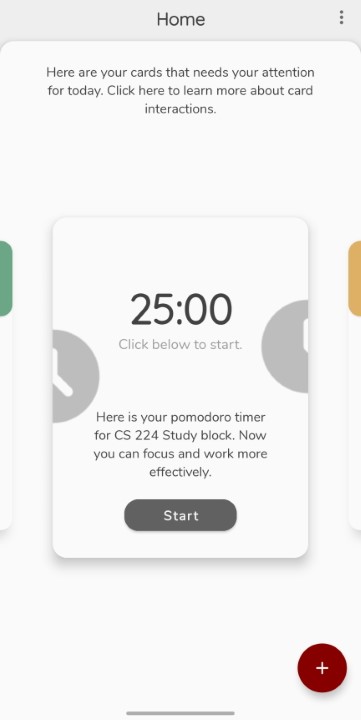 Home
Here are your cards that needs your attention
for today. Click here to learn more about card
interactions.
25:00
Click below to start.
Here is your pomodoro timer
for CS 224 Study block. Now
you can focus and work more
effectively.
Start
+